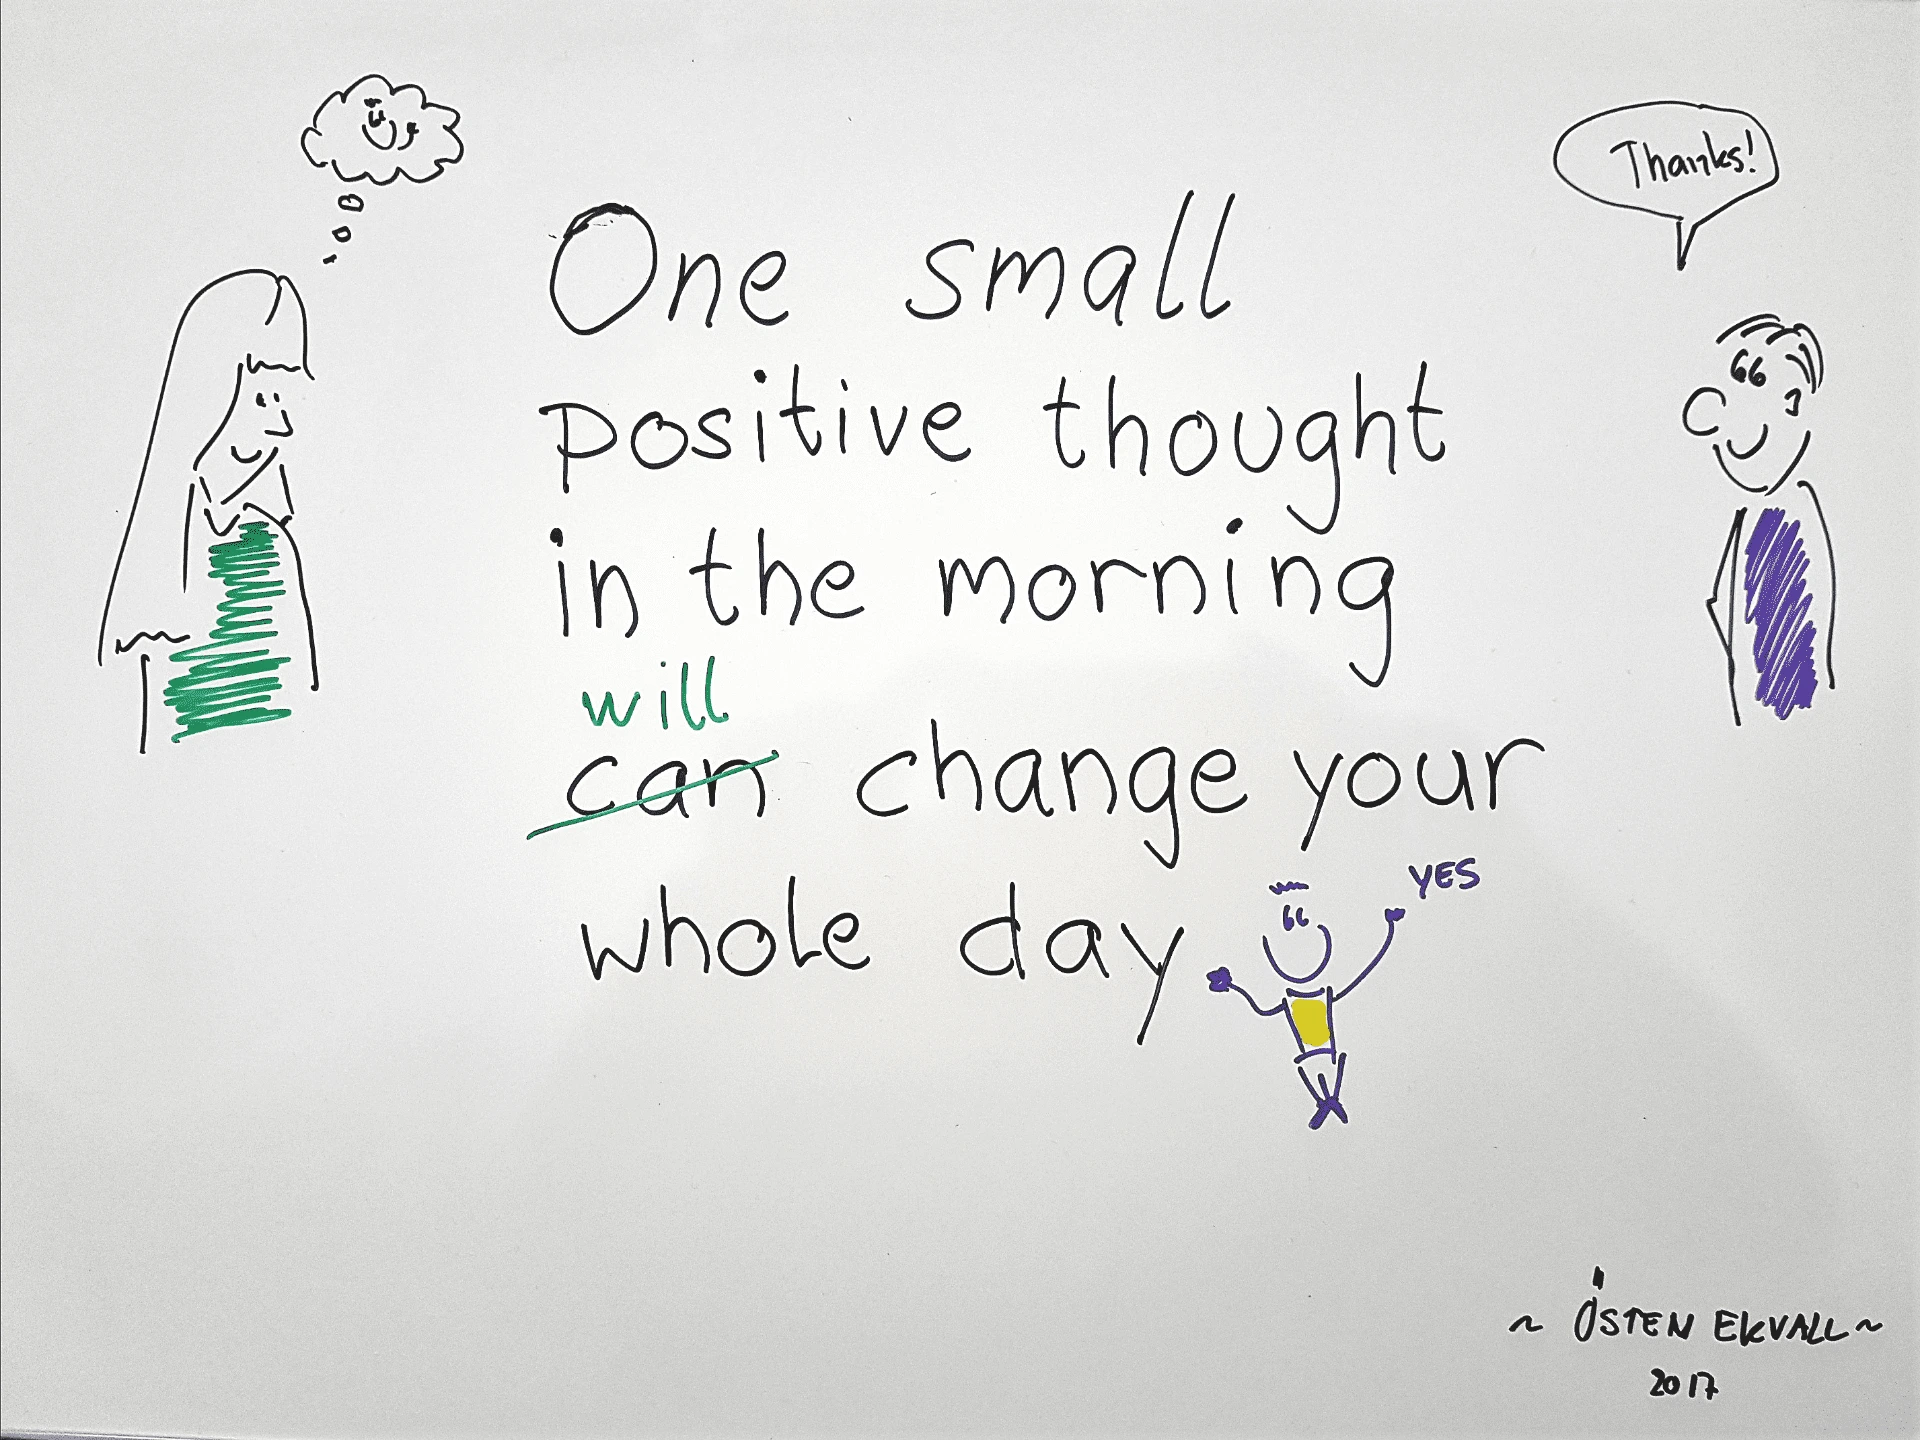 Thanks!
One small
positive thought
in the morning
will
can change your
whole day
YES
~ ÖSTEN EKVALL ~
2017